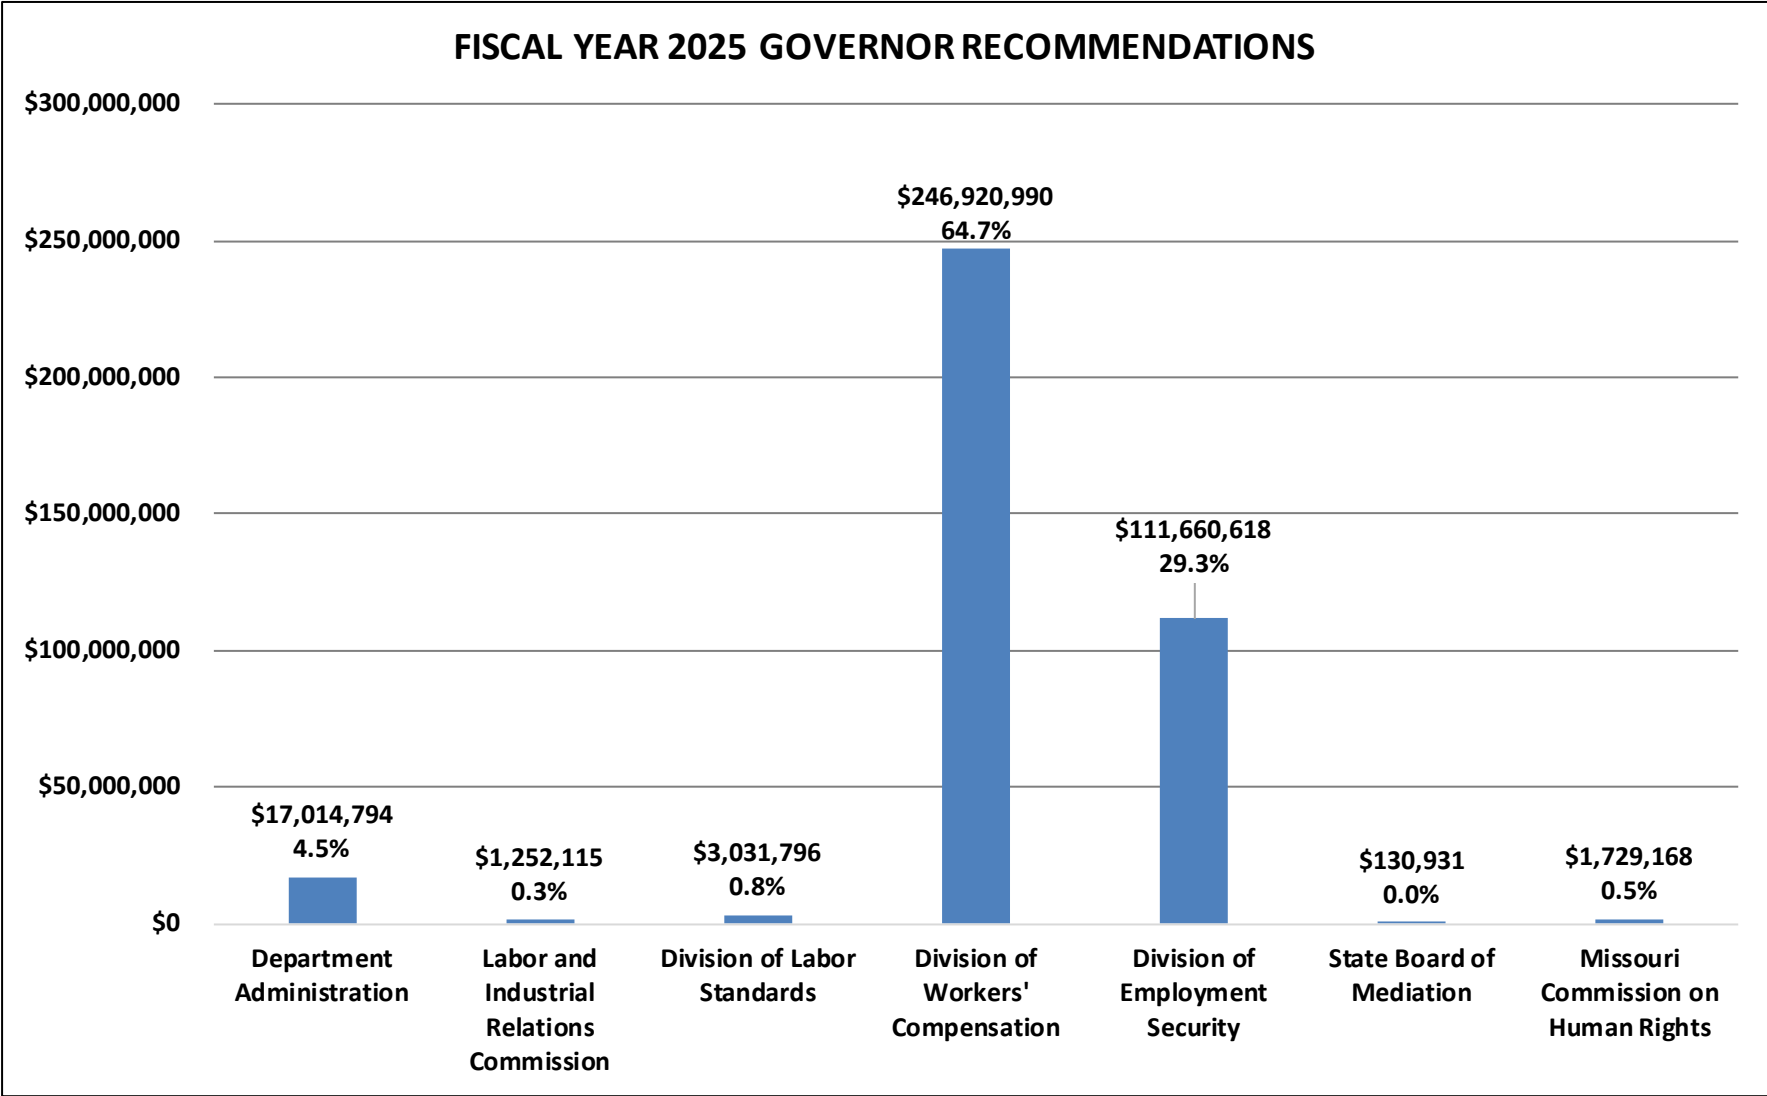 FISCAL YEAR 2025 GOVERNOR RECOMMENDATIONS
$300,000,000
$250,000,000
$200,000,000
$150,000,000
$100,000,000
$50,000,000
$0
$17,014,794
4.5%
$1,252,115
0.3%
$3,031,796
0.8%
$246,920,990
64.7%
$111,660,618
29.3%
$130,931
0.0%
$1,729,168
0.5%
Department
Administration
Labor and
Industrial
Relations
Commission
Division of Labor
Standards
Division of
Workers'
Compensation
Division of
Employment
Security
State Board of
Mediation
Missouri
Commission on
Human Rights